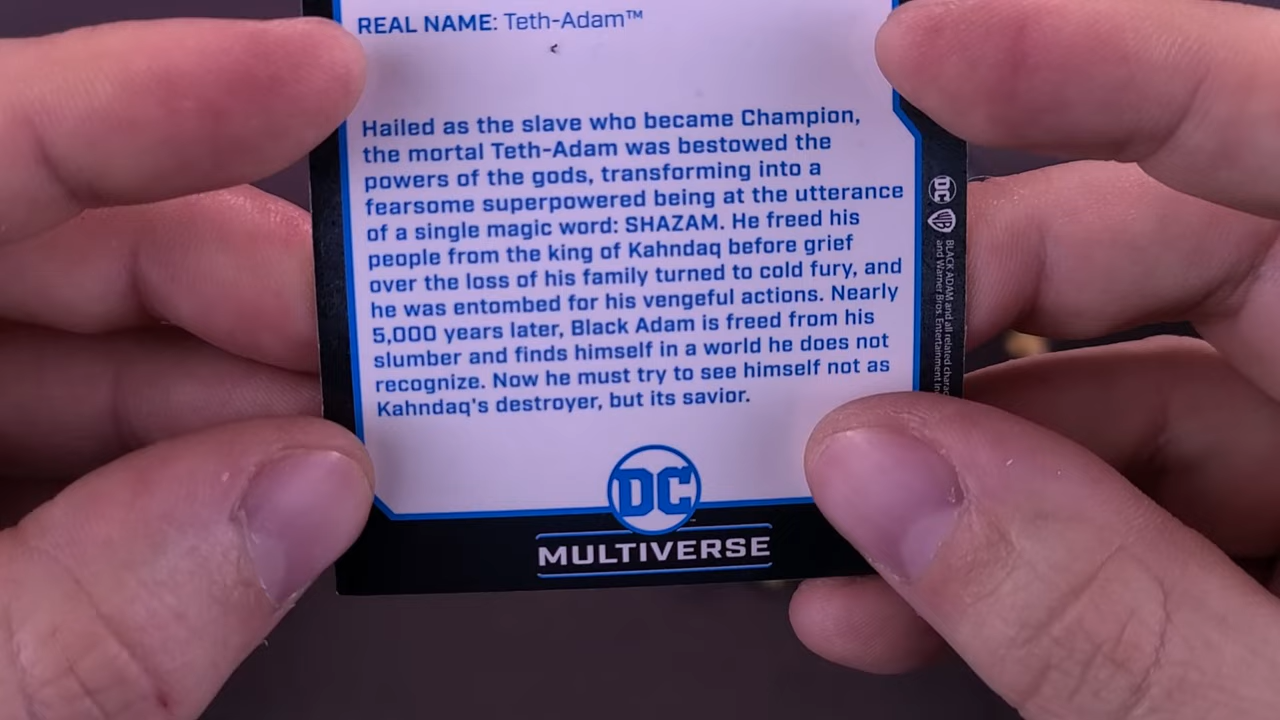 REAL NAME: Teth-Adam™
Hailed as the slave who became Champion,
the mortal Teth-Adam was bestowed the
powers of the gods, transforming into a
fearsome superpowered being at the utterance
of a single magic word: SHAZAM. He freed his
people from the king of Kahndaq before grief
over the loss of his family turned to cold fury, and
he was entombed for his vengeful actions. Nearly
5,000 years later, Black Adam is freed from his
slumber and finds himself in a world he does not
recognize. Now he must try to see himself not as
Kahndaq's destroyer, but its savior.
DC
MULTIVERSE
DC
WB
BLACK ADAM and all related
and Warner Bros. Entertainment